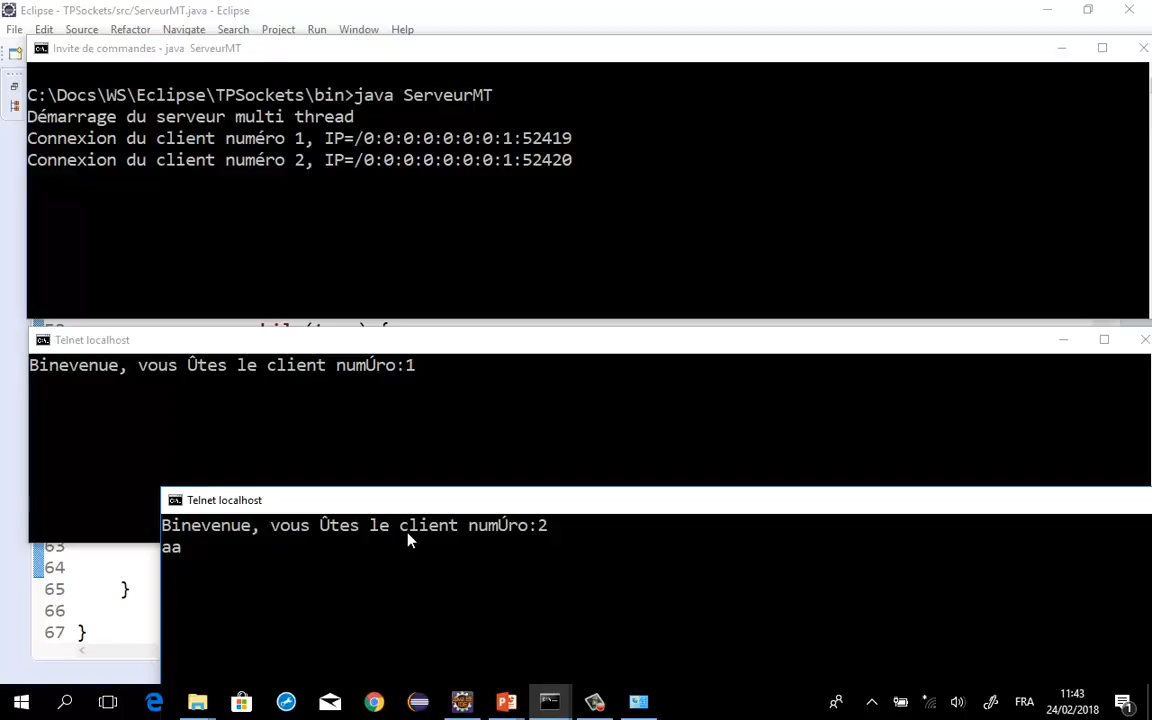 Eclipse - TPSockets/src/ServeurMT.java - Eclipse
File Edit Source Refactor Navigate Search Project Run Window Help
Invite de commandes - java ServeurMT
C:\Docs\WS\Eclipse\TPSockets\bin>java ServeurMT
Démarrage du serveur multi thread
Connexion du client numéro 1, IP=/0:0:0:0:0:0:0:1:52419
Connexion du client numéro 2, IP=/0:0:0:0:0:0:0:1:52420
Telnet localhost
Binevenue, vous Ûtes le client numÚro:1
Telnet localhost
Binevenue, vous Ûtes le client numÚro:2
aa
63
64
65 }
66
67 }
FRA
11:43
24/02/2018
1